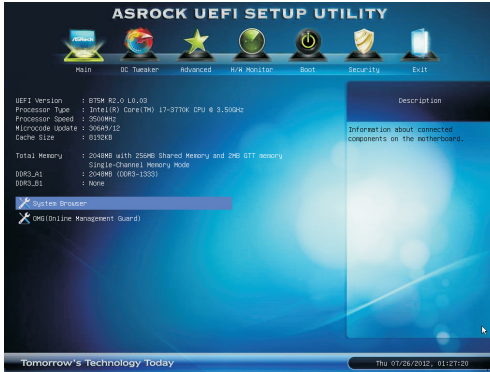 ASROCK UEFI SETUP UTILITY
ASRock
Main OC Tweaker Advanced H/W Monitor Boot Security Exit
UEFI Version : B75M R2.0 L0.03
Processor Type : Intel(R) Core(TM) i7-3770K CPU @ 3.50GHz
Processor Speed : 3500MHz
Microcode Update : 306A9/12
Cache Size : 8192KB
Total Memory : 2048MB with 256MB Shared Memory and 2MB GTT memory
Single-Channel Memory Mode
DDR3_A1 : 2048MB (DDR3-1333)
DDR3_B1 : None
System Browser
OMG(Online Management Guard)
Description
Information about connected
components on the motherboard.
Tomorrow's Technology Today
Thu 07/26/2012, 01:27:20